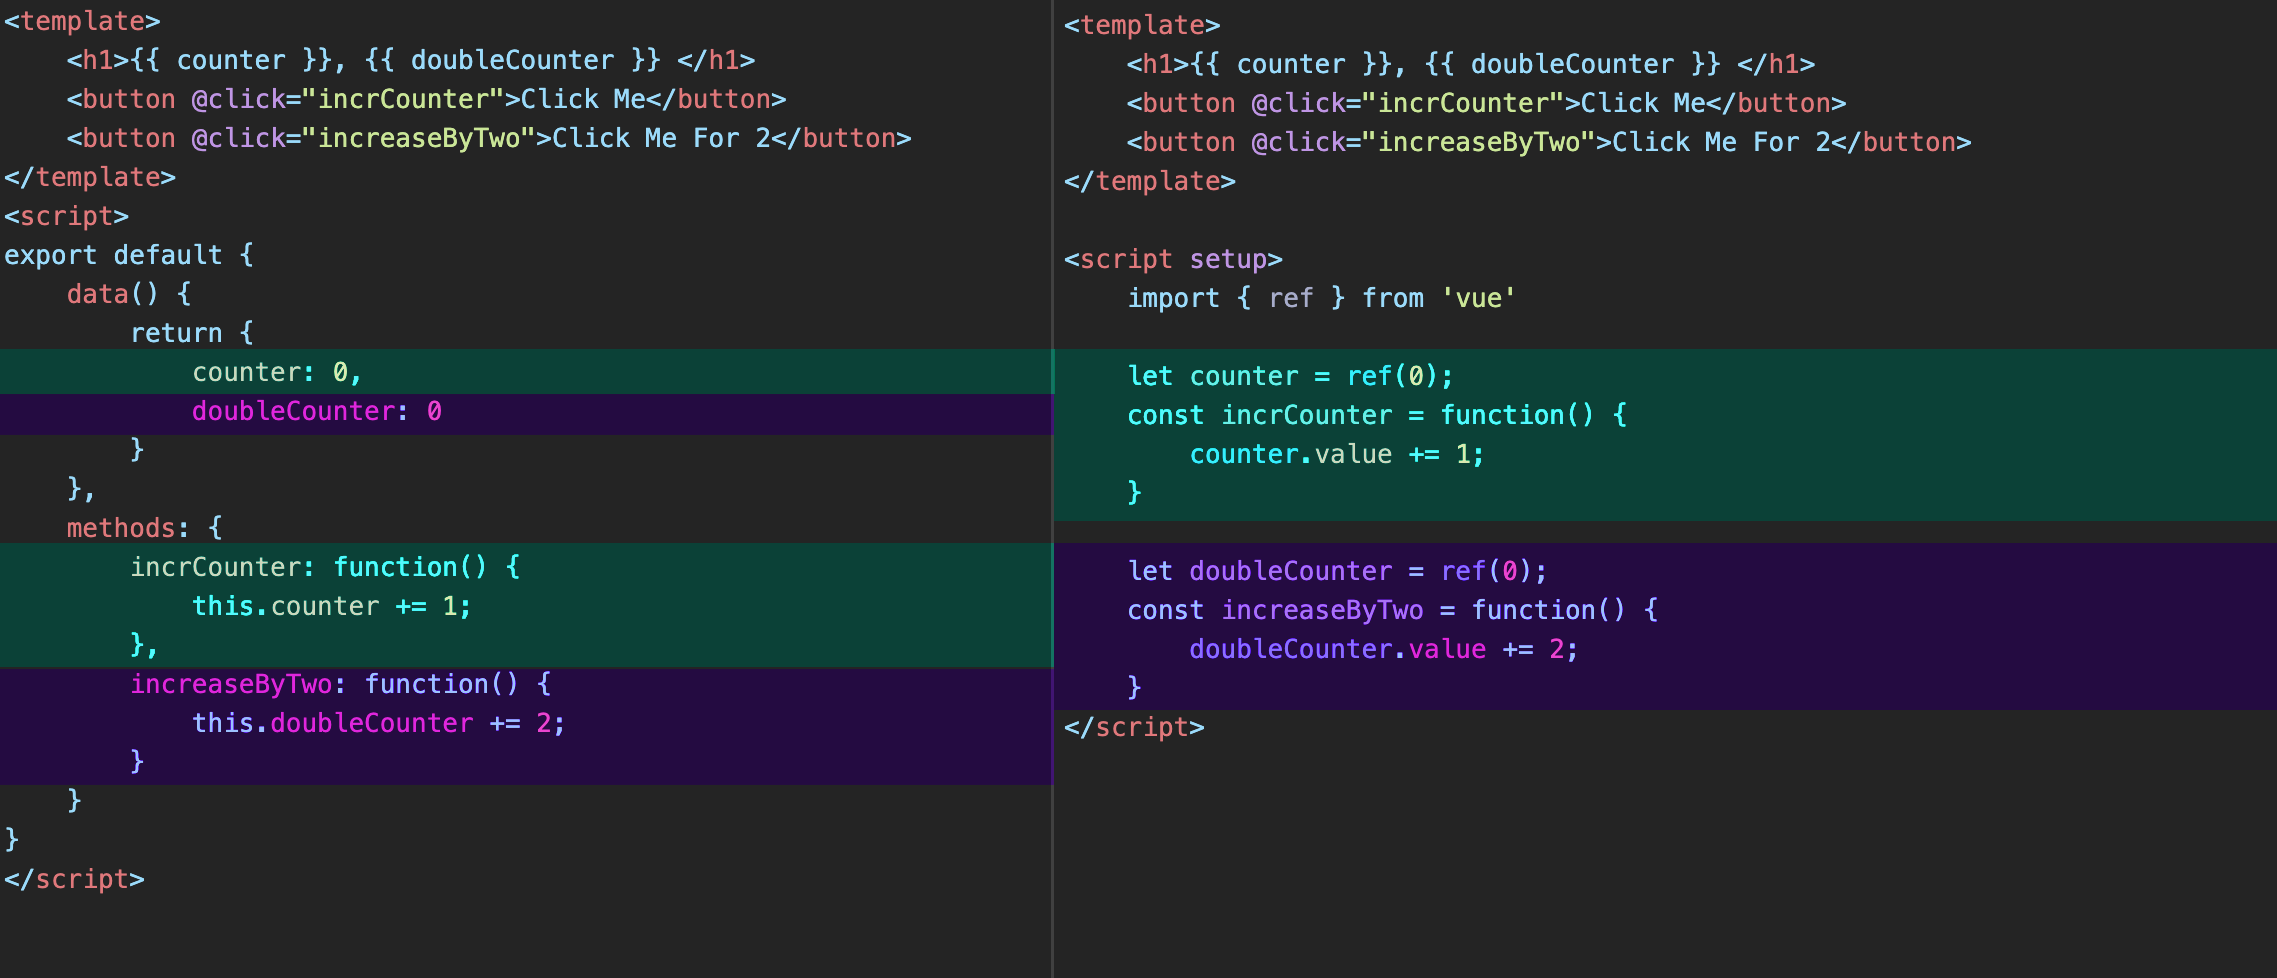 <template>
    <h1>{{ counter }}, {{ doubleCounter }} </h1>
    <button @click="incrCounter">Click Me</button>
    <button @click="increaseByTwo">Click Me For 2</button>
</template>
<script>
export default {
    data() {
        return {
            counter: 0,
            doubleCounter: 0
        }
    },
    methods: {
        incrCounter: function() {
            this.counter += 1;
        },
        increaseByTwo: function() {
            this.doubleCounter += 2;
        }
    }
}
</script>
<template>
    <h1>{{ counter }}, {{ doubleCounter }} </h1>
    <button @click="incrCounter">Click Me</button>
    <button @click="increaseByTwo">Click Me For 2</button>
</template>
<script setup>
    import { ref } from 'vue'
    let counter = ref(0);
    const incrCounter = function() {
        counter.value += 1;
    }
    let doubleCounter = ref(0);
    const increaseByTwo = function() {
        doubleCounter.value += 2;
    }
</script>